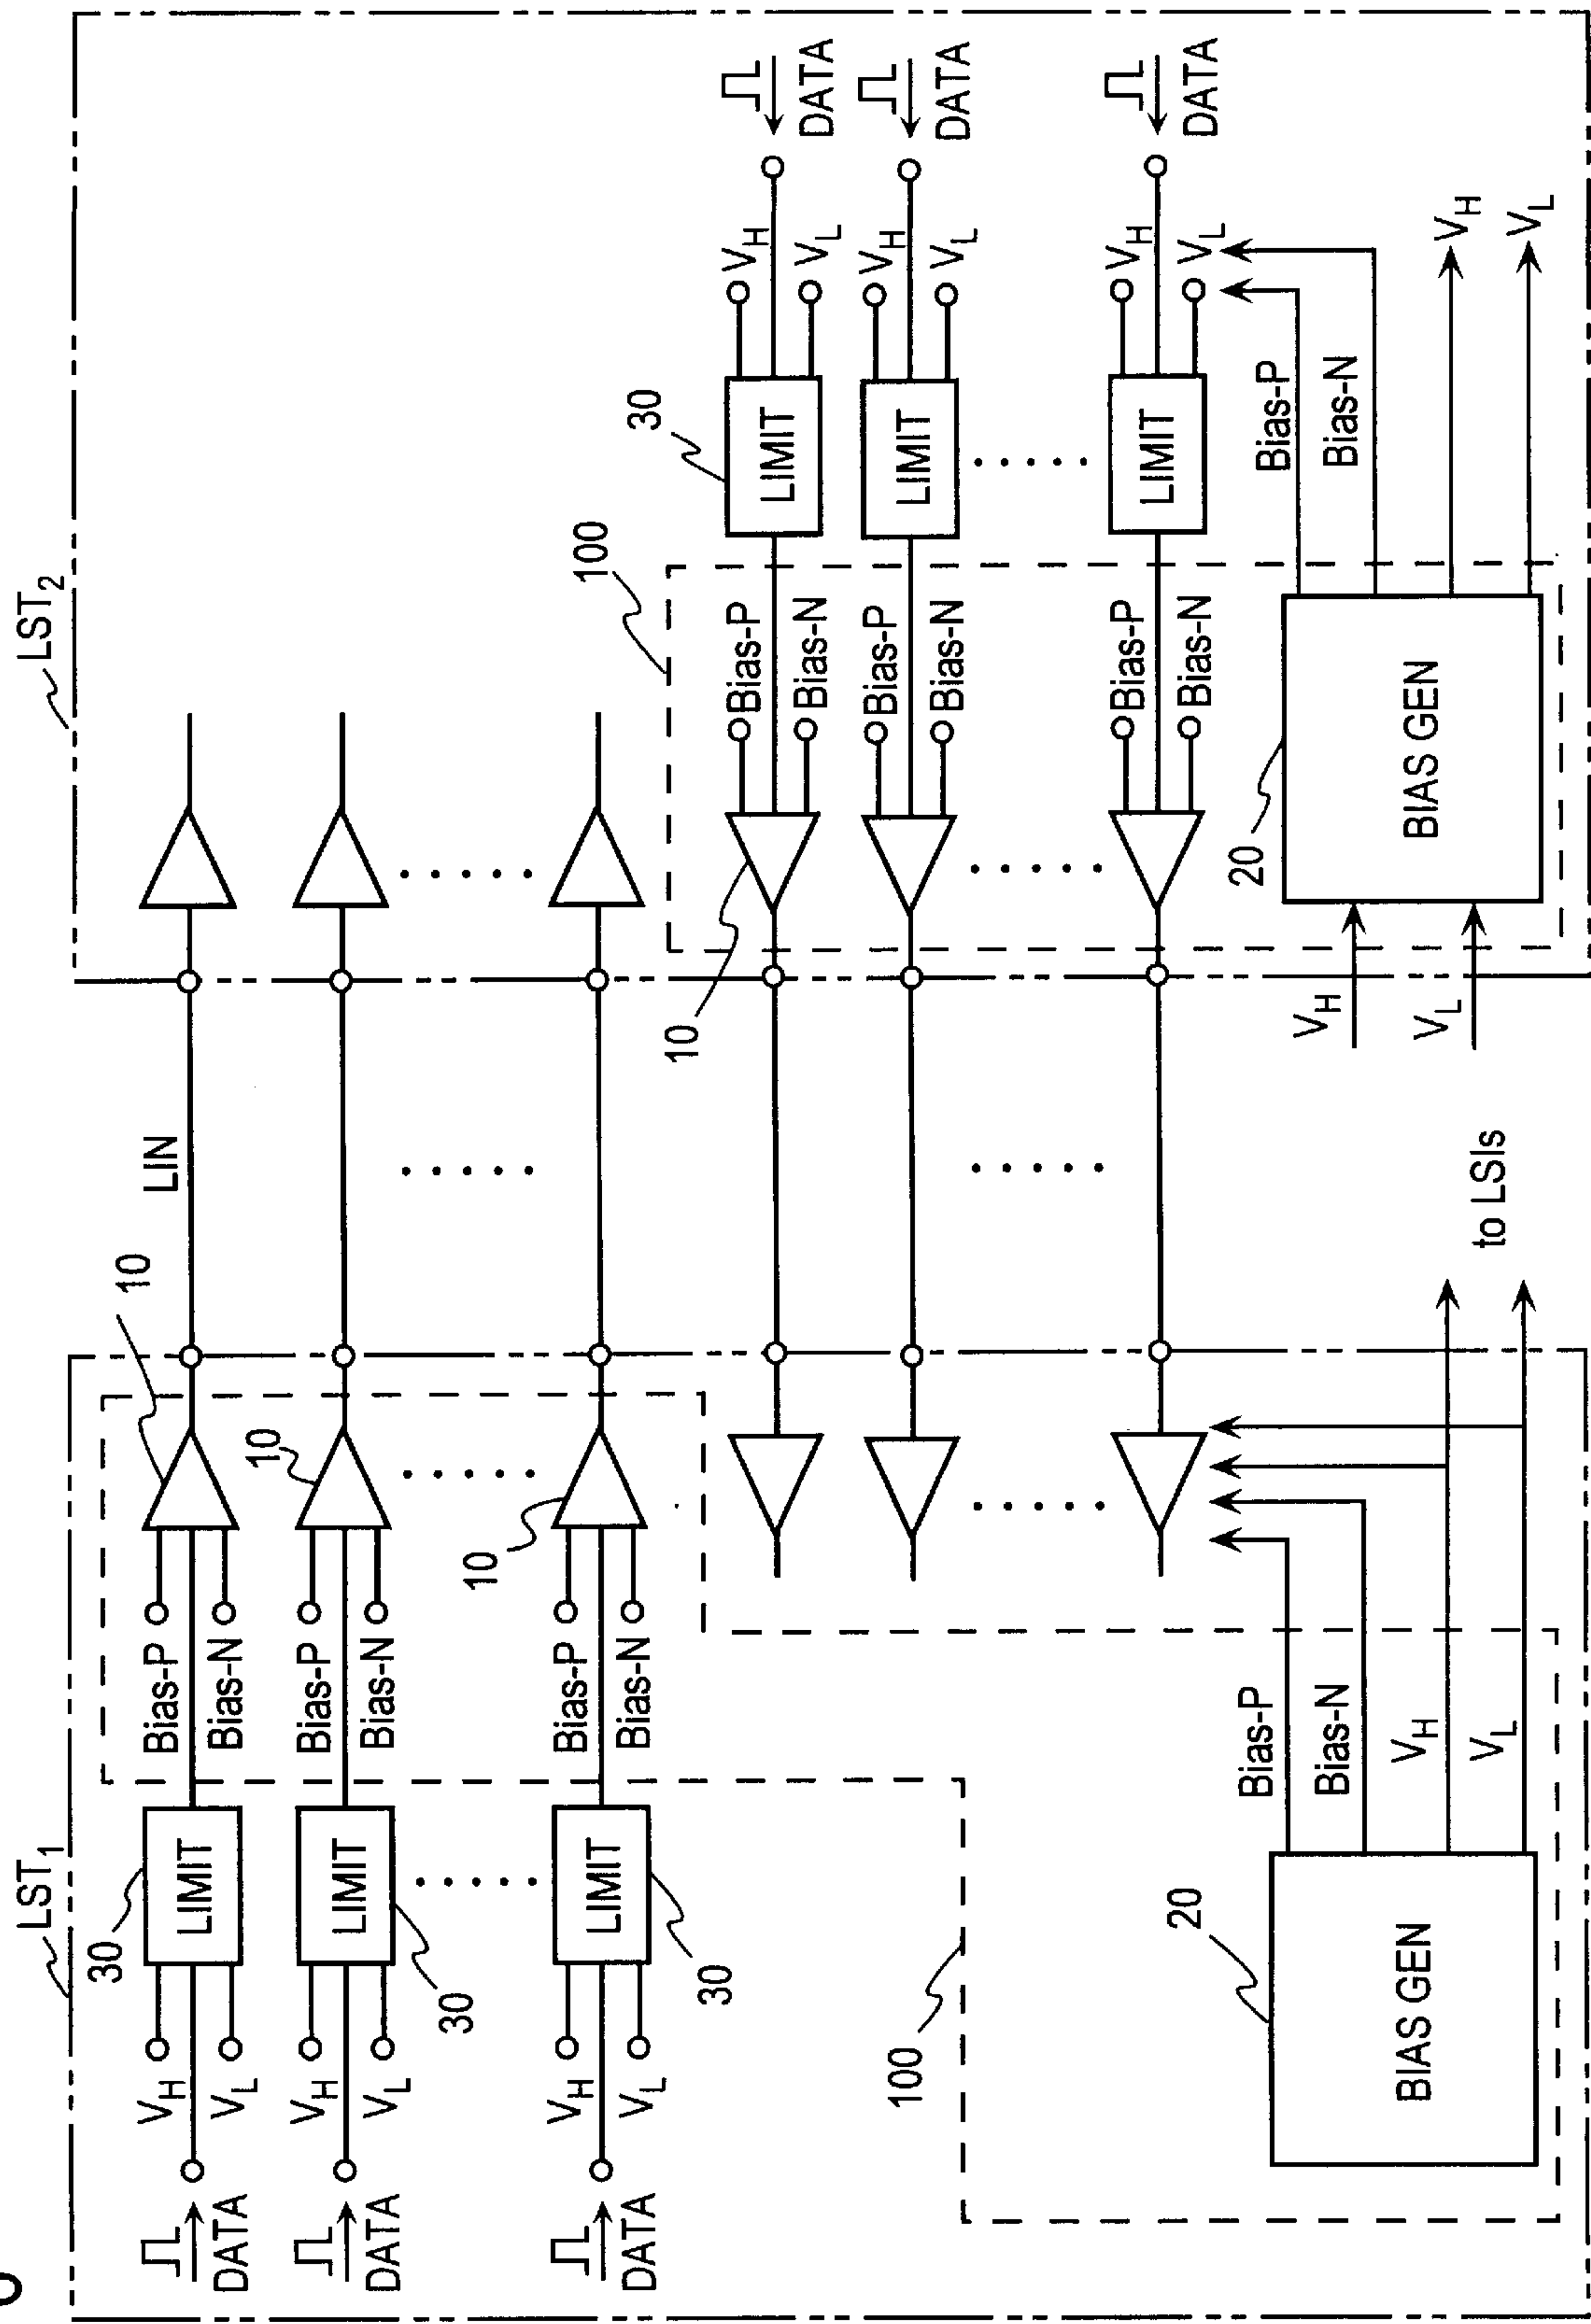 LST1
LST2
DATA
VH
VL
30
LIMIT
Bias-P
Bias-N
10
LIN
DATA
VH
VL
LIMIT
30
Bias-P
Bias-N
10
DATA
VH
VL
LIMIT
30
Bias-P
Bias-N
10
100
10
Bias-P
Bias-N
100
30
LIMIT
VH
VL
DATA
Bias-P
Bias-N
LIMIT
VH
VL
DATA
Bias-P
Bias-N
LIMIT
VH
VL
DATA
20
BIAS GEN
Bias-P
Bias-N
VH
VL
to LSIs
VH
VL
20
BIAS GEN
Bias-P
Bias-N
VH
VL